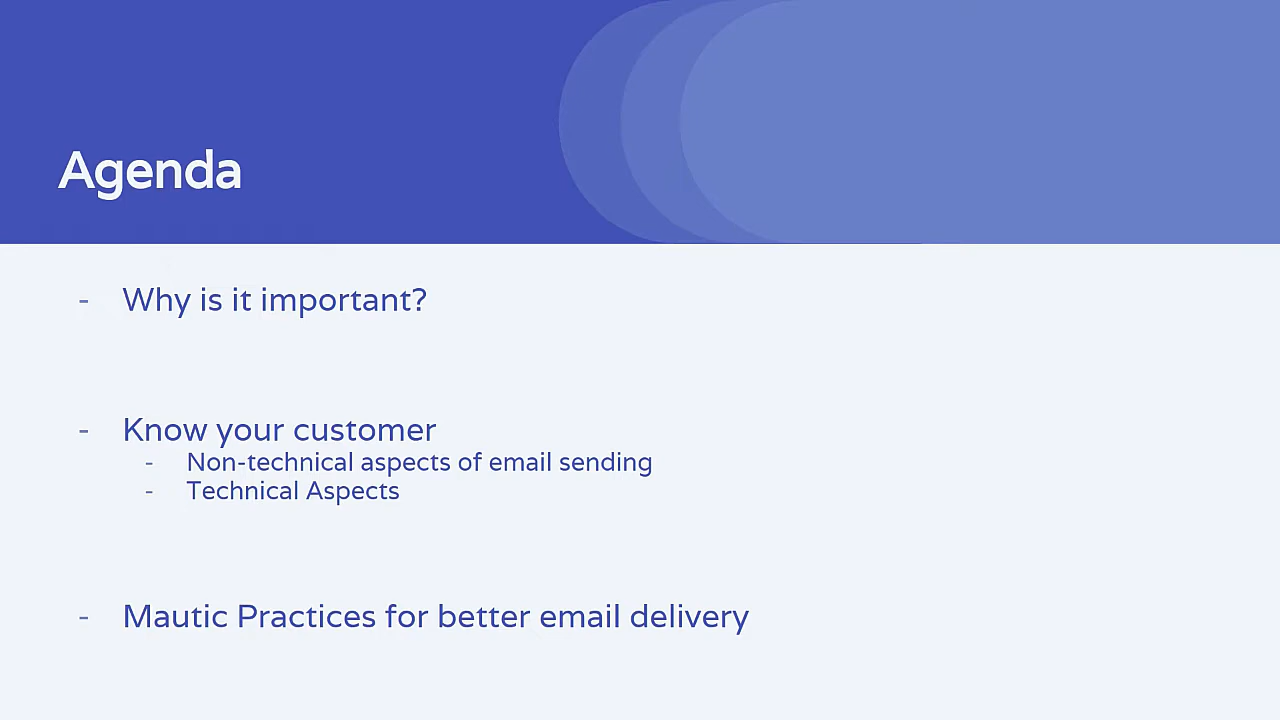 Agenda
- Why is it important?
- Know your customer
- Non-technical aspects of email sending
- Technical Aspects
- Mautic Practices for better email delivery